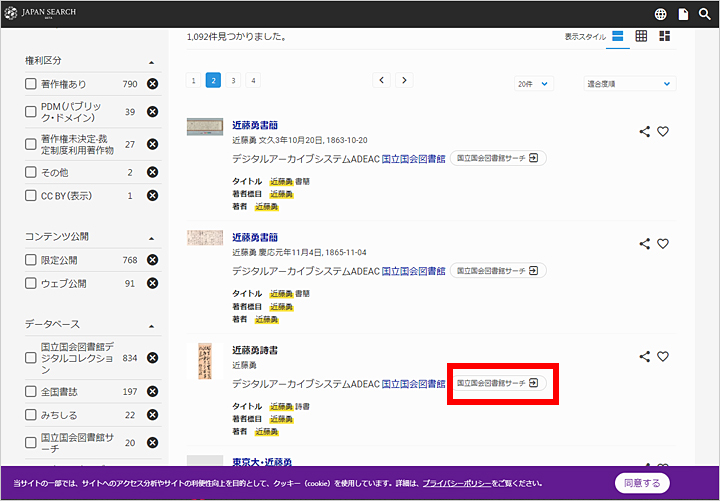 JAPAN SEARCH
BETA
1,092件見つかりました。
表示スタイル
権利区分
著作権あり 790
PDM(パブリック・ドメイン) 39
著作権未決定-裁定制度利用著作物 27
その他 2
CC BY(表示) 1
コンテンツ公開
限定公開 768
ウェブ公開 91
データベース
国立国会図書館デジタルコレクション 834
全国書誌 197
みちしる 22
国立国会図書館サーチ 20
1 2 3 4
20件
適合度順
近藤勇書簡
近藤勇 文久3年10月20日, 1863-10-20
デジタルアーカイブシステムADEAC 国立国会図書館 国立国会図書館サーチ
タイトル 近藤勇 書簡
著者標目 近藤勇
著者 近藤勇
近藤勇書簡
近藤勇 慶応元年11月4日, 1865-11-04
デジタルアーカイブシステムADEAC 国立国会図書館 国立国会図書館サーチ
タイトル 近藤勇 書簡
著者標目 近藤勇
著者 近藤勇
近藤勇詩書
近藤勇
デジタルアーカイブシステムADEAC 国立国会図書館 国立国会図書館サーチ
タイトル 近藤勇 詩書
著者標目 近藤勇
著者 近藤勇
東京大・近藤勇
当サイトの一部では、サイトへのアクセス分析やサイトの利便性向上を目的として、クッキー(cookie)を使用しています。詳細は、プライバシーポリシーをご覧ください。
同意する